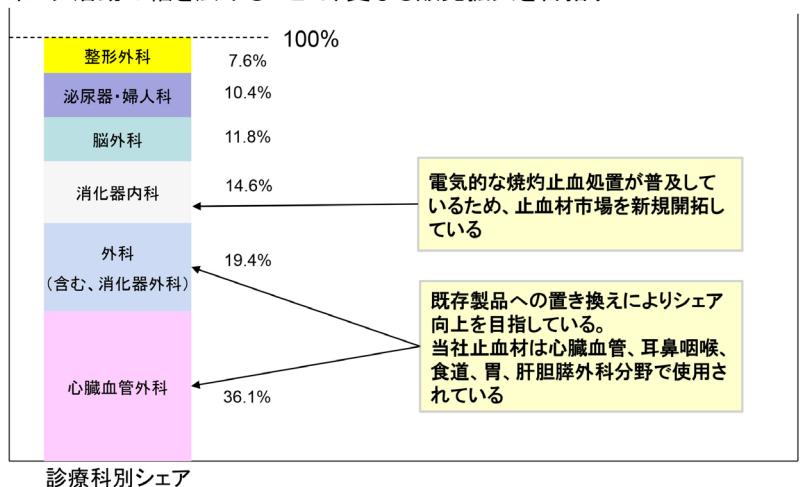 100%
整形外科 7.6%
泌尿器・婦人科 10.4%
脳外科 11.8%
消化器内科 14.6%
電気的な焼灼止血処置が普及して
いるため、止血材市場を新規開拓し
ている
外科
（含む、消化器外科） 19.4%
既存製品への置き換えによりシェア
向上を目指している。
当社止血材は心臓血管、耳鼻咽喉、
食道、胃、肝胆膵外科分野で使用さ
れている
心臓血管外科 36.1%
診療科別シェア